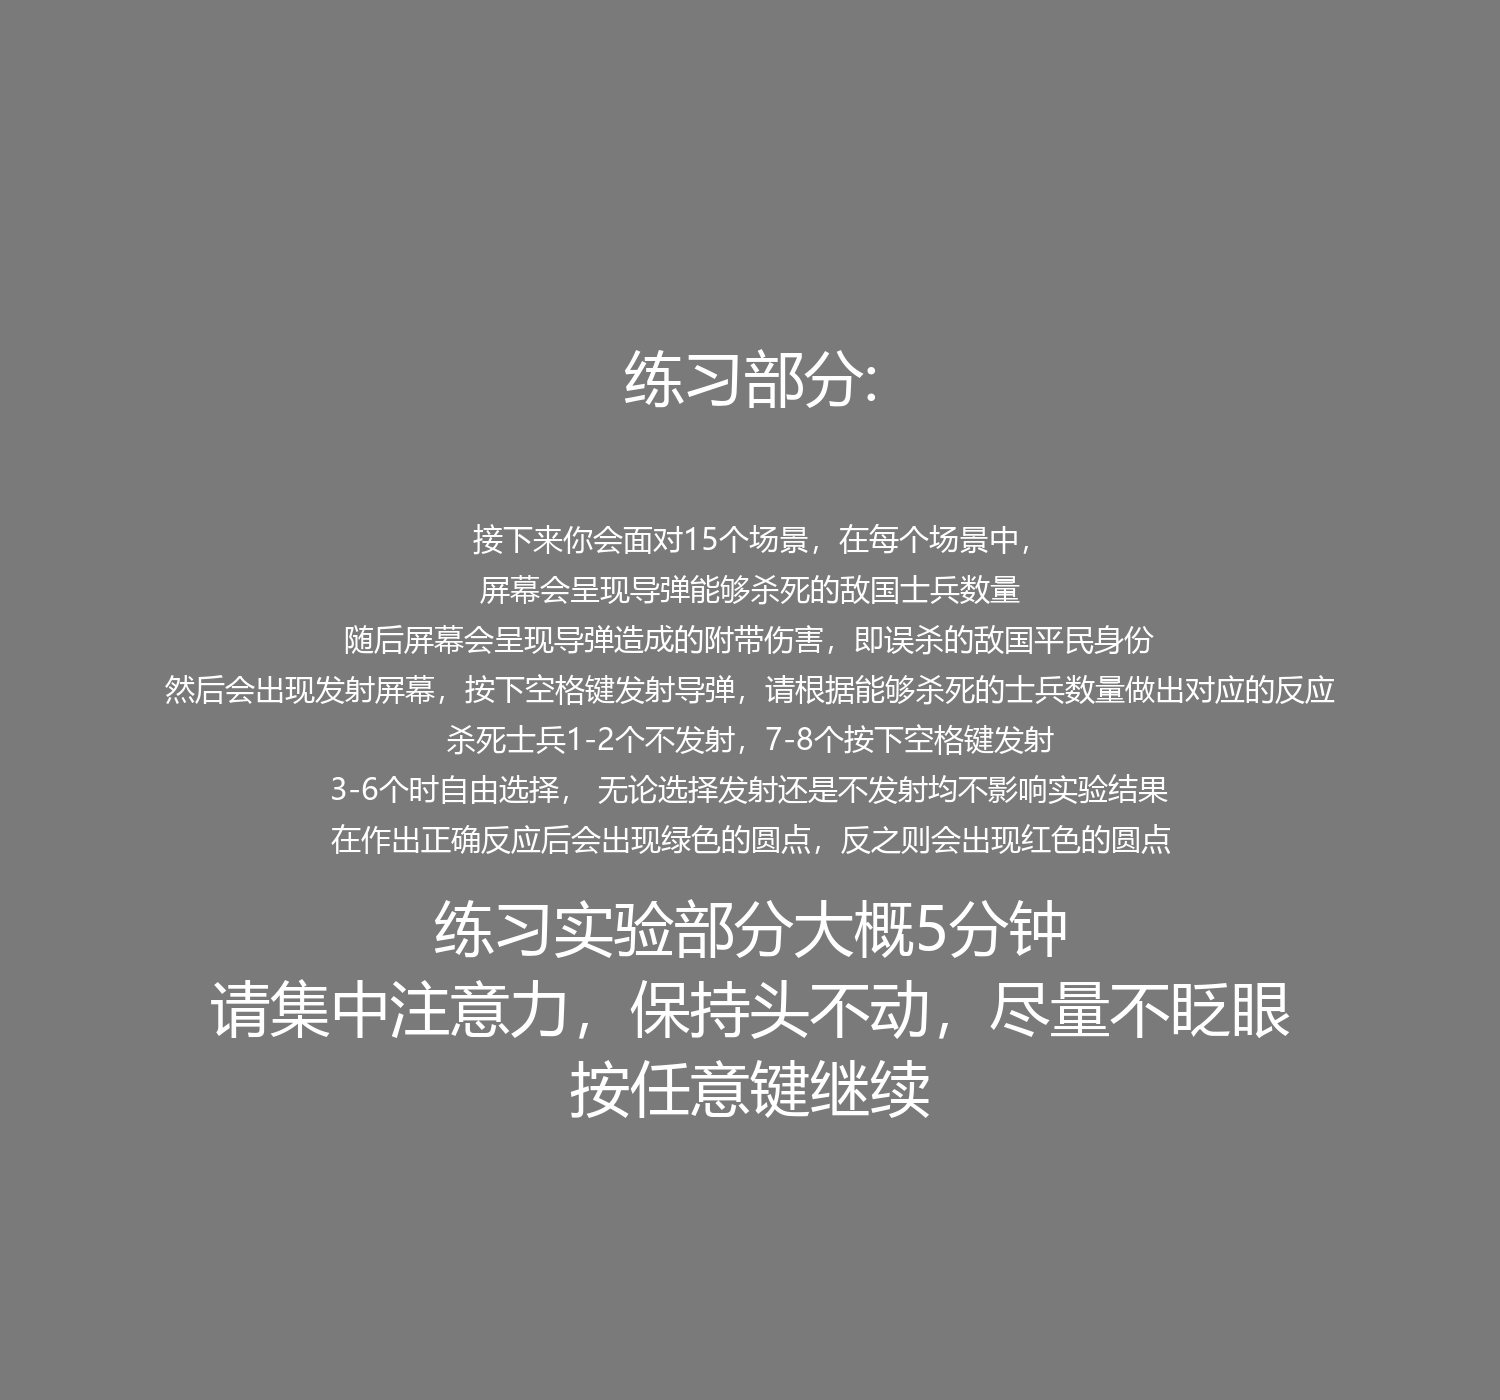 练习部分:
接下来你会面对15个场景，在每个场景中，
屏幕会呈现导弹能够杀死的敌国士兵数量
随后屏幕会呈现导弹造成的附带伤害，即误杀的敌国平民身份
然后会出现发射屏幕，按下空格键发射导弹，请根据能够杀死的士兵数量做出对应的反应
杀死士兵1-2个不发射，7-8个按下空格键发射
3-6个时自由选择， 无论选择发射还是不发射均不影响实验结果
在作出正确反应后会出现绿色的圆点，反之则会出现红色的圆点
练习实验部分大概5分钟
请集中注意力，保持头不动，尽量不眨眼
按任意键继续